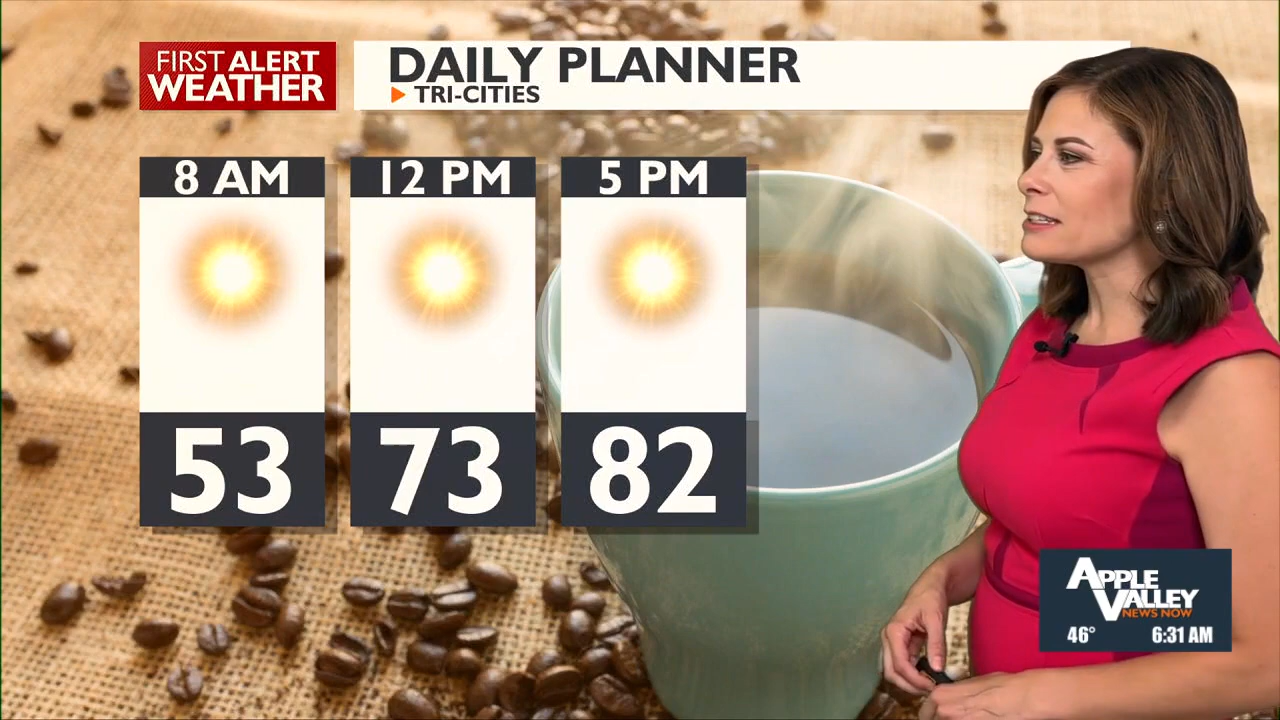 FIRST ALERT
WEATHER
DAILY PLANNER
TRI-CITIES
8 AM
12 PM
5 PM
53
73
82
APPLE
VALLEY
NEWS NOW
46°
6:31 AM